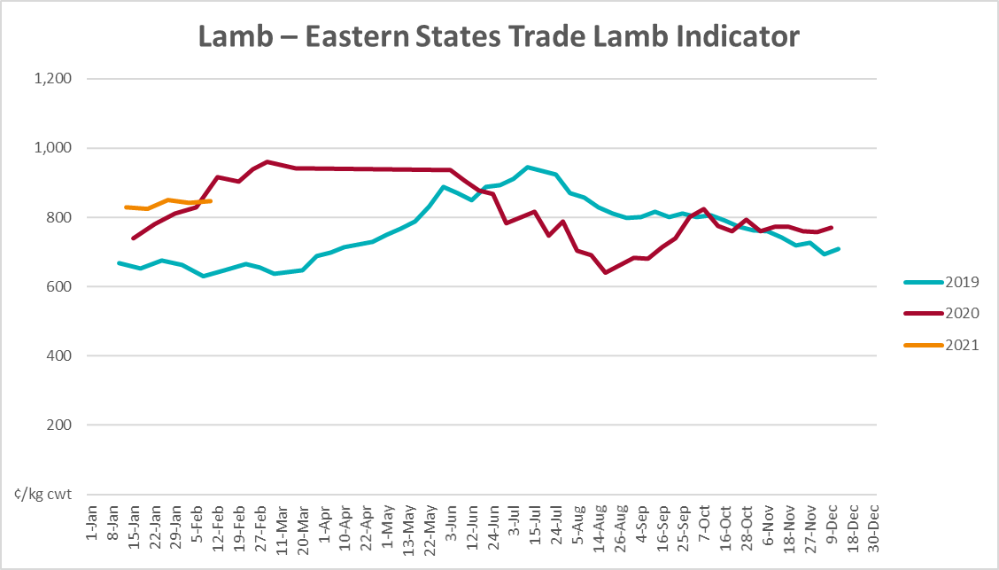 Lamb – Eastern States Trade Lamb Indicator
1,200
1,000
800
600
400
200
¢/kg cwt
1-Jan
8-Jan
15-Jan
22-Jan
29-Jan
5-Feb
12-Feb
19-Feb
27-Feb
11-Mar
20-Mar
1-Apr
10-Apr
22-Apr
1-May
13-May
22-May
3-Jun
12-Jun
24-Jun
3-Jul
15-Jul
24-Jul
5-Aug
14-Aug
26-Aug
4-Sep
16-Sep
25-Sep
7-Oct
16-Oct
28-Oct
6-Nov
18-Nov
27-Nov
9-Dec
18-Dec
30-Dec
2019
2020
2021